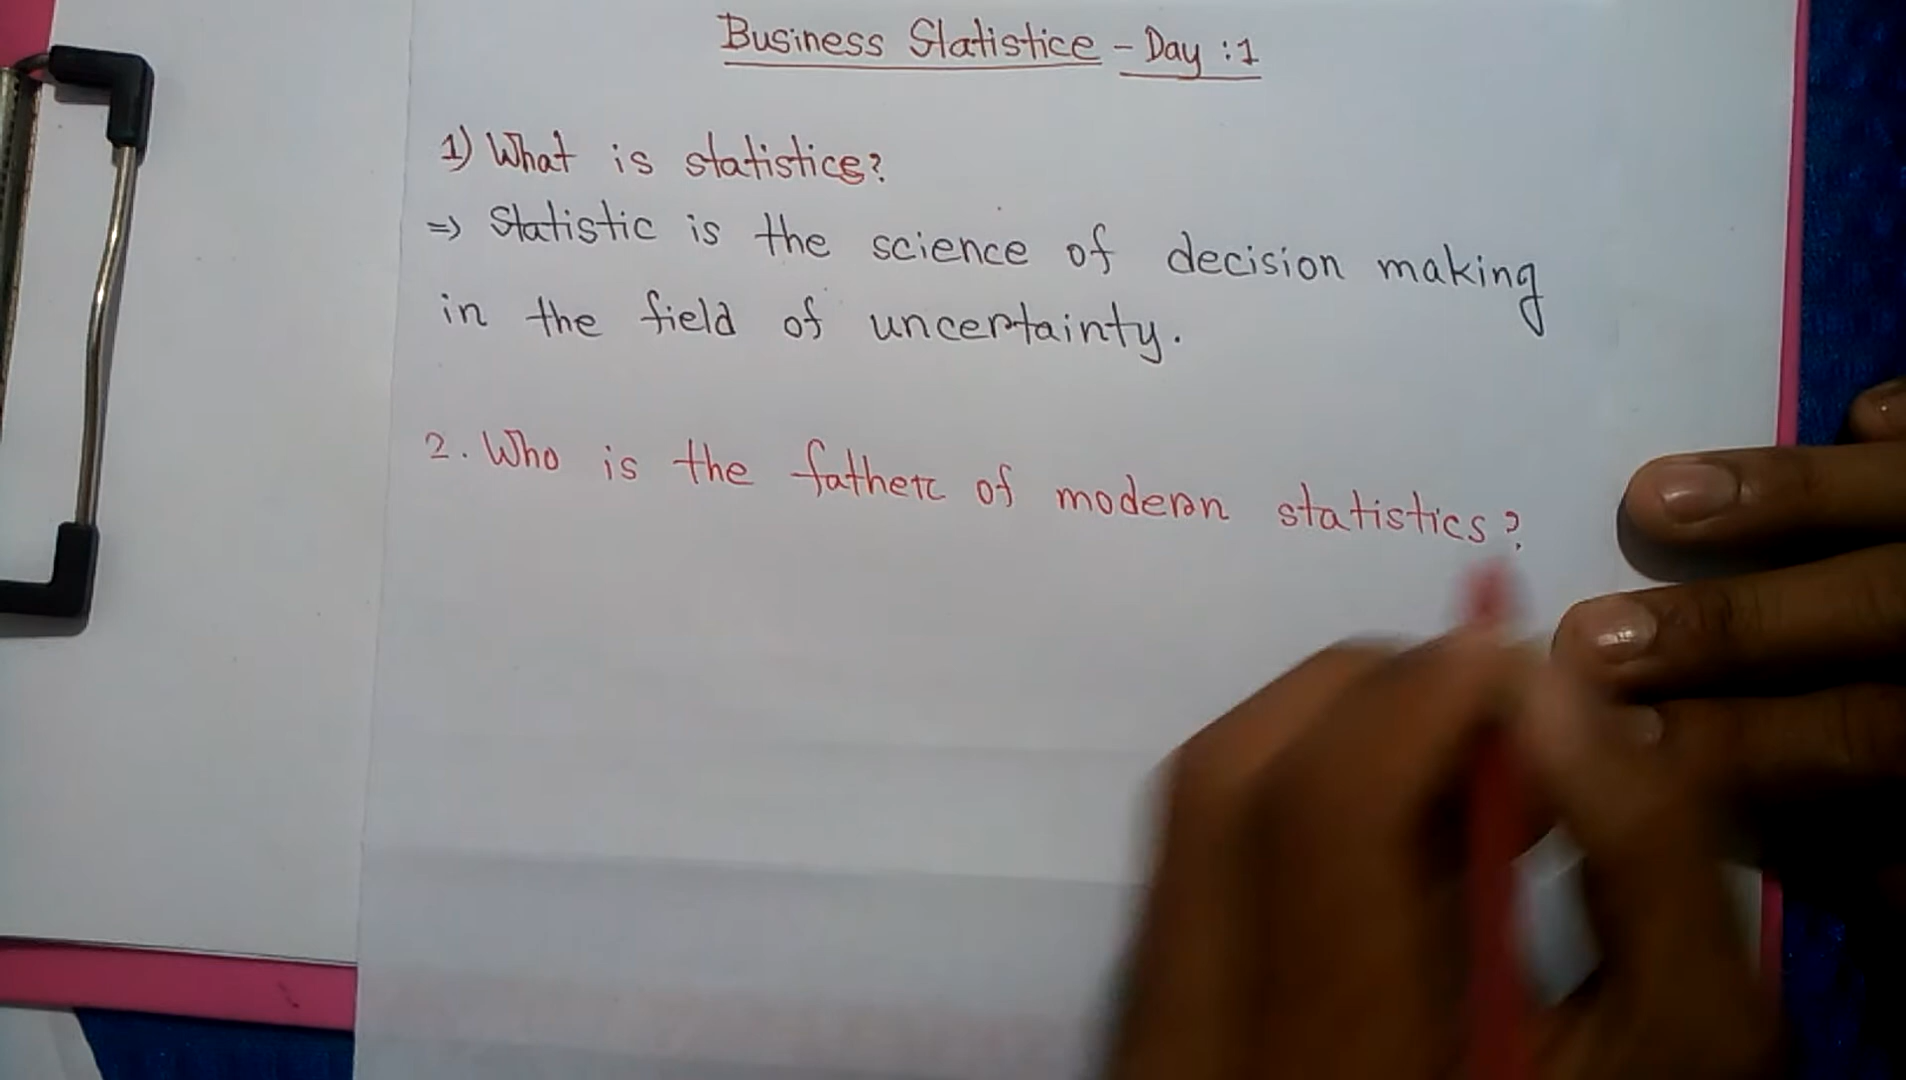 Business Statistice - Day : 1
1) What is statistics?
=> Statistic is the science of decision making
in the field of uncertainty.
2. Who is the father of modern statistics?